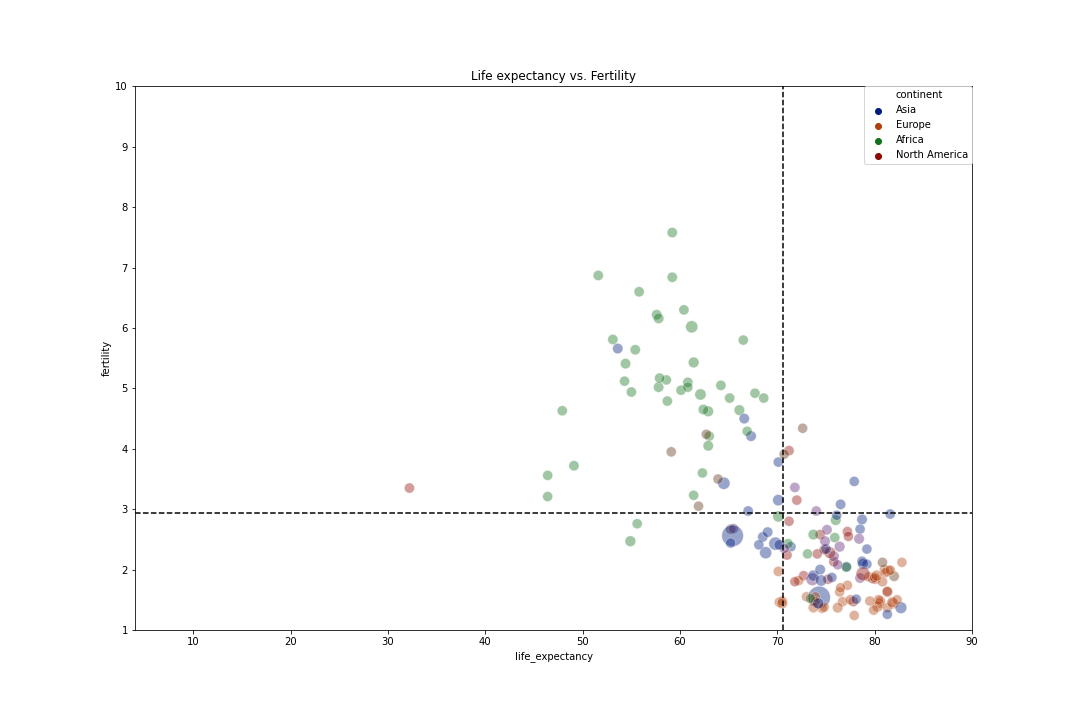 Life expectancy vs. Fertility
continent
Asia
Europe
Africa
North America
fertility
10
9
8
7
6
5
4
3
2
1
10 20 30 40 50 60 70 80 90
life_expectancy